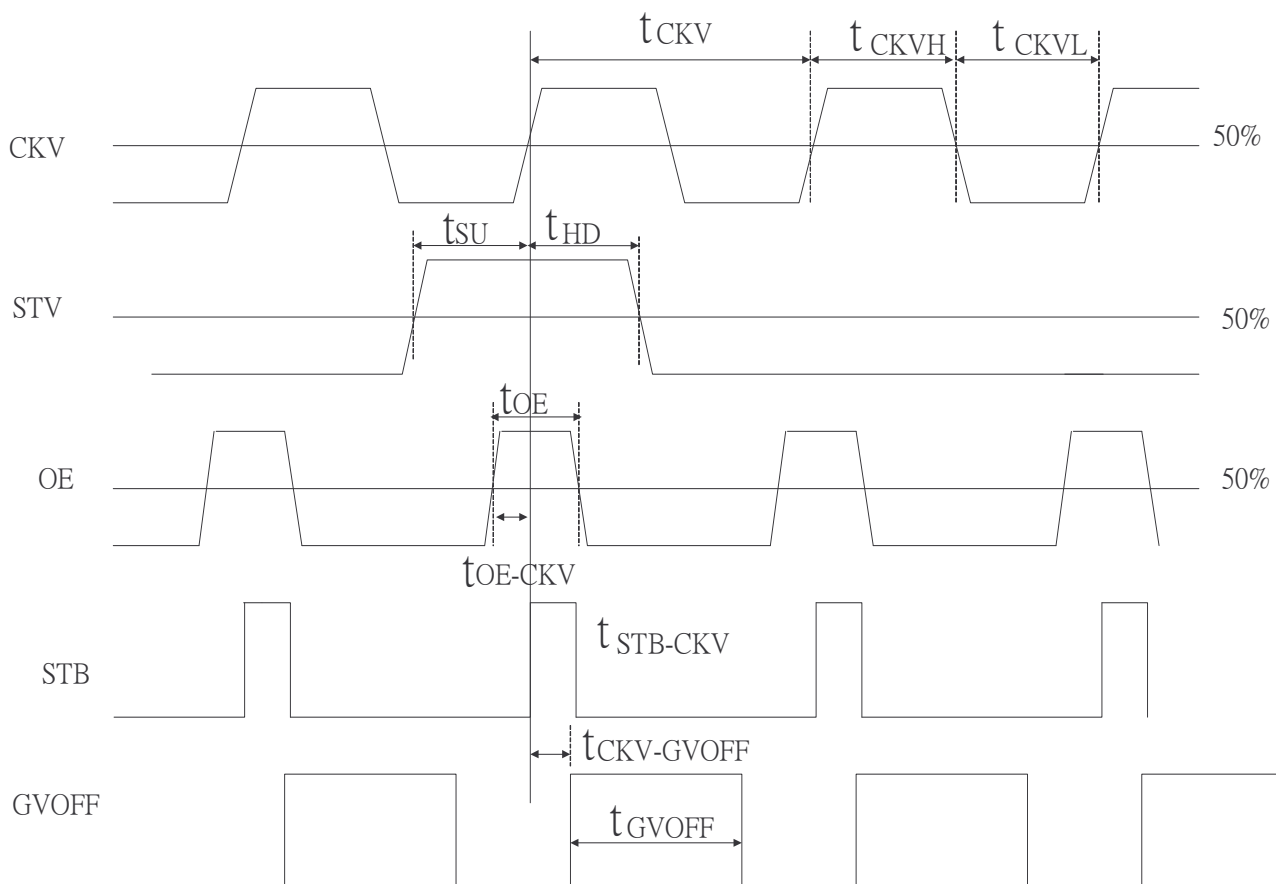 tCKV
tCKVH
tCKVL
CKV
50%
tSU
tHD
STV
50%
tOE
OE
50%
tOE-CKV
tSTB-CKV
STB
tCKV-GVOFF
GVOFF
tGVOFF